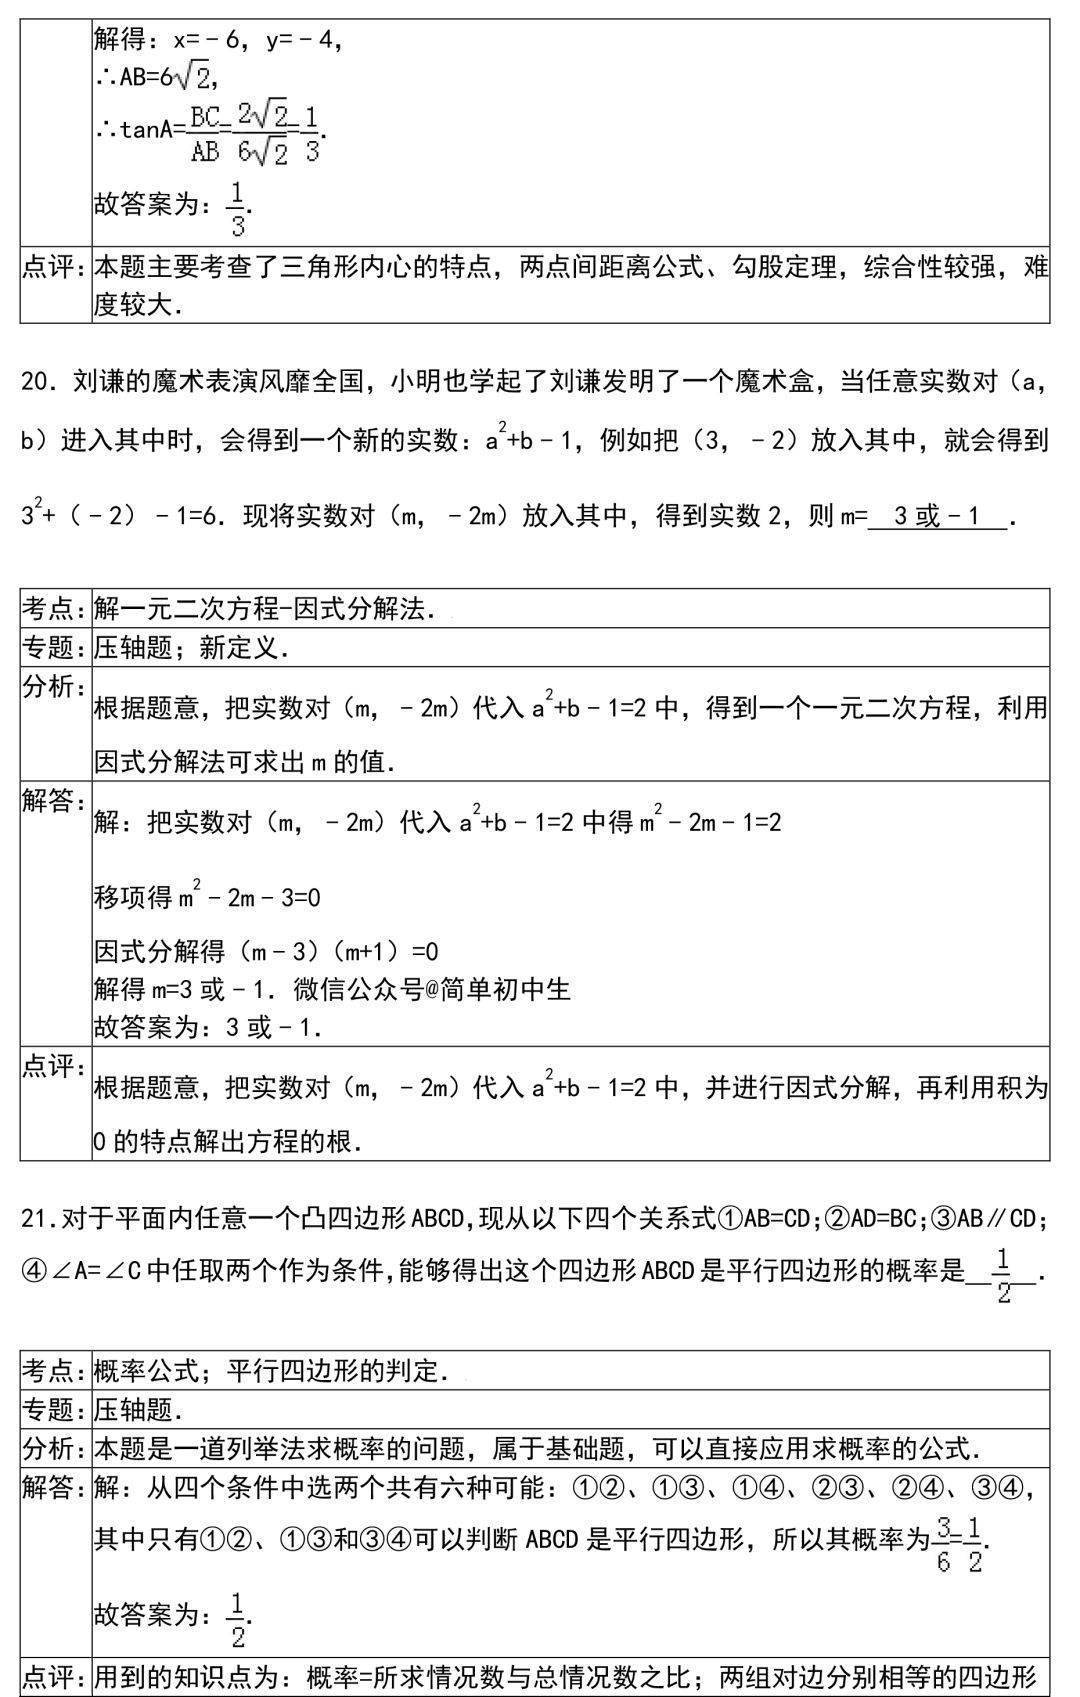 解得：x=﹣6，y=﹣4，
∴AB=6√2，
∴tanA=BC/AB=2√2/6√2=1/3．
故答案为：1/3．
点评：本题主要考查了三角形内心的特点，两点间距离公式、勾股定理，综合性较强，难
度较大．
20．刘谦的魔术表演风靡全国，小明也学起了刘谦发明了一个魔术盒，当任意实数对（a，
b）进入其中时，会得到一个新的实数：a²+b﹣1，例如把（3，﹣2）放入其中，就会得到
3²+（﹣2）﹣1=6．现将实数对（m，﹣2m）放入其中，得到实数 2，则 m= 3 或﹣1 ．
考点：解一元二次方程-因式分解法．
专题：压轴题；新定义．
分析：根据题意，把实数对（m，﹣2m）代入 a²+b﹣1=2 中，得到一个一元二次方程，利用
因式分解法可求出 m 的值．
解答：解：把实数对（m，﹣2m）代入 a²+b﹣1=2 中得 m²﹣2m﹣1=2
移项得 m²﹣2m﹣3=0
因式分解得（m﹣3）（m+1）=0
解得 m=3 或﹣1．微信公众号@简单初中生
故答案为：3 或﹣1．
点评：根据题意，把实数对（m，﹣2m）代入 a²+b﹣1=2 中，并进行因式分解，再利用积为
0 的特点解出方程的根．
21．对于平面内任意一个凸四边形 ABCD，现从以下四个关系式①AB=CD；②AD=BC；③AB∥CD；
④∠A=∠C 中任取两个作为条件，能够得出这个四边形 ABCD 是平行四边形的概率是 1/2 ．
考点：概率公式；平行四边形的判定．
专题：压轴题．
分析：本题是一道列举法求概率的问题，属于基础题，可以直接应用求概率的公式．
解答：解：从四个条件中选两个共有六种可能：①②、①③、①④、②③、②④、③④，
其中只有①②、①③和③④可以判断 ABCD 是平行四边形，所以其概率为3/6=1/2．
故答案为：1/2．
点评：用到的知识点为：概率=所求情况数与总情况数之比；两组对边分别相等的四边形